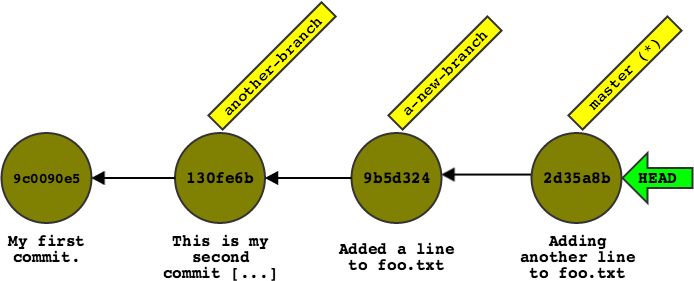 another-branch
a-new-branch
master (*)
9c0090e5
130fe6b
9b5d324
2d35a8b
HEAD
My first
commit.
This is my
second
commit [...]
Added a line
to foo.txt
Adding
another line
to foo.txt